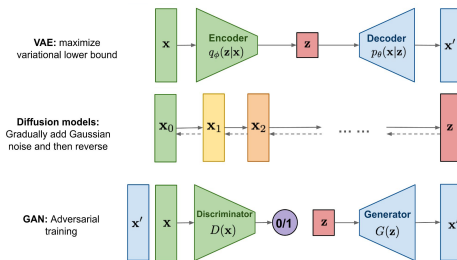 VAE: maximize
variational lower bound
x
Encoder
qϕ(z|x)
z
Decoder
pθ(x|z)
x'
Diffusion models:
Gradually add Gaussian
noise and then reverse
x0
x1
x2
... ...
z
GAN: Adversarial
training
x'
x
Discriminator
D(x)
0/1
z
Generator
G(z)
x'